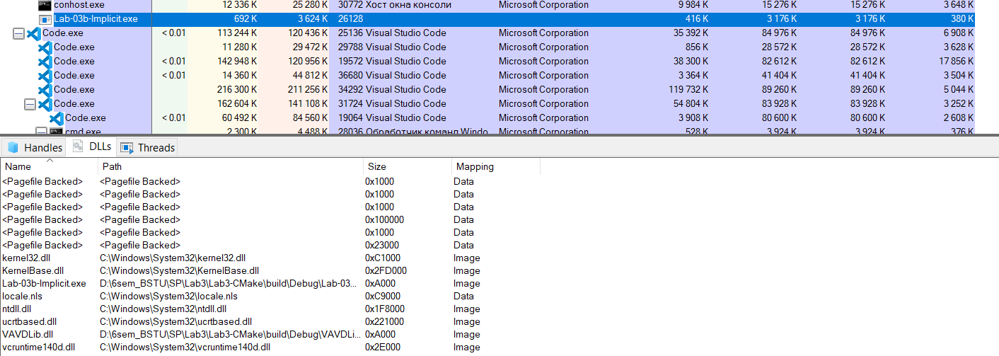 conhost.exe 12 336 K 25 280 K 30772 Хост окна консоли Microsoft Corporation 9 984 K 15 276 K 15 276 K 3 648 K
Lab-03b-Implicit.exe 692 K 3 624 K 26128 416 K 3 176 K 3 176 K 380 K
Code.exe < 0.01 113 244 K 120 436 K 25136 Visual Studio Code Microsoft Corporation 35 392 K 84 976 K 84 976 K 6 908 K
Code.exe 11 280 K 29 472 K 29788 Visual Studio Code Microsoft Corporation 856 K 28 572 K 28 572 K 3 628 K
Code.exe < 0.01 142 948 K 120 956 K 19572 Visual Studio Code Microsoft Corporation 38 300 K 82 612 K 82 612 K 17 856 K
Code.exe < 0.01 14 360 K 44 812 K 36680 Visual Studio Code Microsoft Corporation 3 364 K 41 404 K 41 404 K 3 504 K
Code.exe 216 300 K 211 256 K 34292 Visual Studio Code Microsoft Corporation 119 732 K 89 260 K 89 260 K 5 044 K
Code.exe 162 604 K 141 108 K 31724 Visual Studio Code Microsoft Corporation 54 804 K 83 928 K 83 928 K 3 252 K
Code.exe < 0.01 60 492 K 84 560 K 19064 Visual Studio Code Microsoft Corporation 3 908 K 80 600 K 80 600 K 2 608 K
cmd.exe 2 300 K 4 488 K 28036 Обработчик команд Windo... Microsoft Corporation 528 K 3 924 K 3 924 K 376 K
Handles DLLs Threads
Name Path Size Mapping
<Pagefile Backed> <Pagefile Backed> 0x1000 Data
<Pagefile Backed> <Pagefile Backed> 0x1000 Data
<Pagefile Backed> <Pagefile Backed> 0x1000 Data
<Pagefile Backed> <Pagefile Backed> 0x100000 Data
<Pagefile Backed> <Pagefile Backed> 0x1000 Data
<Pagefile Backed> <Pagefile Backed> 0x23000 Data
kernel32.dll C:\Windows\System32\kernel32.dll 0xC1000 Image
KernelBase.dll C:\Windows\System32\KernelBase.dll 0x2FD000 Image
Lab-03b-Implicit.exe D:\6sem_BSTU\SP\Lab3\Lab3-CMake\build\Debug\Lab-03... 0xA000 Image
locale.nls C:\Windows\System32\locale.nls 0xC9000 Data
ntdll.dll C:\Windows\System32\ntdll.dll 0x1F8000 Image
ucrtbased.dll C:\Windows\System32\ucrtbased.dll 0x221000 Image
VAVDLib.dll D:\6sem_BSTU\SP\Lab3\Lab3-CMake\build\Debug\VAVDLi... 0xA000 Image
vcruntime140d.dll C:\Windows\System32\vcruntime140d.dll 0x2E000 Image